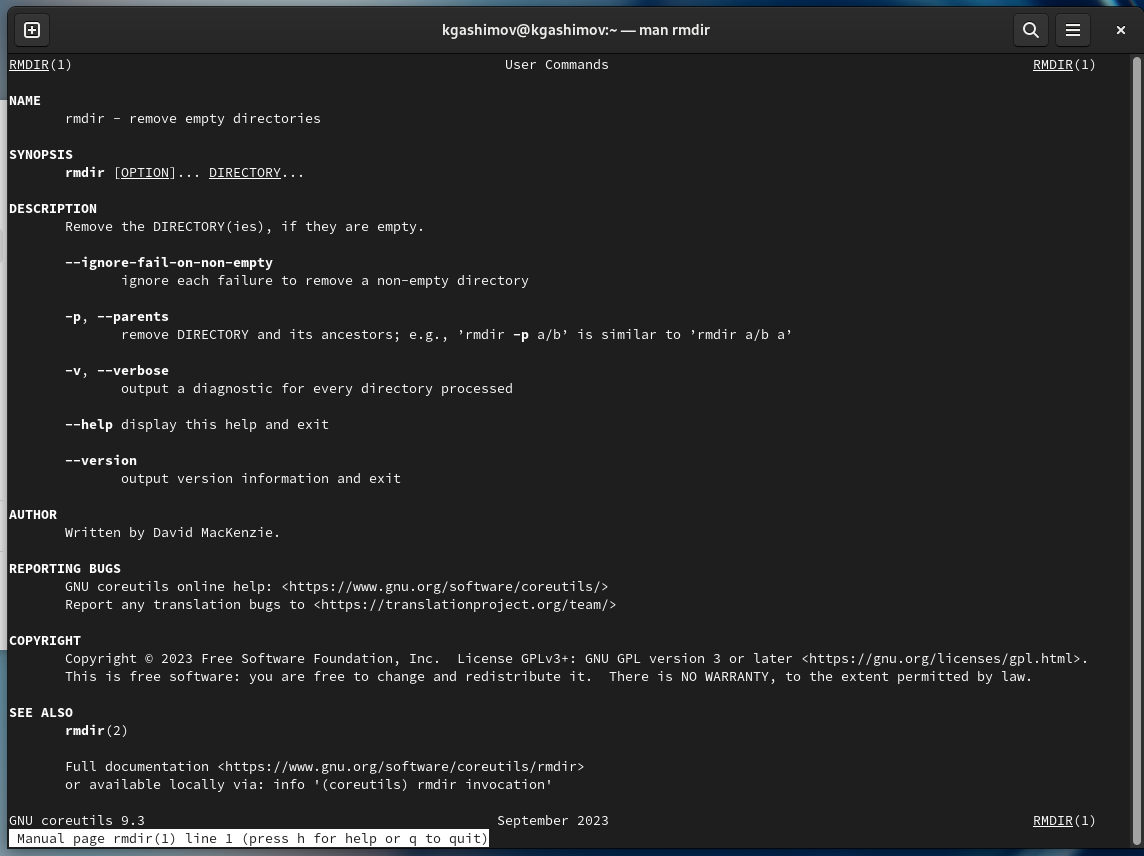 kgashimov@kgashimov:~ — man rmdir
RMDIR(1) User Commands RMDIR(1)
NAME
rmdir - remove empty directories
SYNOPSIS
rmdir [OPTION]... DIRECTORY...
DESCRIPTION
Remove the DIRECTORY(ies), if they are empty.
--ignore-fail-on-non-empty
ignore each failure to remove a non-empty directory
-p, --parents
remove DIRECTORY and its ancestors; e.g., ’rmdir -p a/b’ is similar to ’rmdir a/b a’
-v, --verbose
output a diagnostic for every directory processed
--help display this help and exit
--version
output version information and exit
AUTHOR
Written by David MacKenzie.
REPORTING BUGS
GNU coreutils online help: <https://www.gnu.org/software/coreutils/>
Report any translation bugs to <https://translationproject.org/team/>
COPYRIGHT
Copyright © 2023 Free Software Foundation, Inc. License GPLv3+: GNU GPL version 3 or later <https://gnu.org/licenses/gpl.html>.
This is free software: you are free to change and redistribute it. There is NO WARRANTY, to the extent permitted by law.
SEE ALSO
rmdir(2)
Full documentation <https://www.gnu.org/software/coreutils/rmdir>
or available locally via: info '(coreutils) rmdir invocation'
GNU coreutils 9.3 September 2023 RMDIR(1)
Manual page rmdir(1) line 1 (press h for help or q to quit)